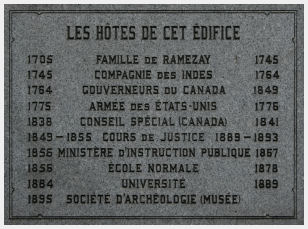 LES HÔTES DE CET ÉDIFICE
1705 FAMILLE DE RAMEZAY 1745
1745 COMPAGNIE DES INDES 1764
1764 GOUVERNEURS DU CANADA 1849
1775 ARMÉE DES ÉTATS-UNIS 1776
1838 CONSEIL SPÉCIAL (CANADA) 1841
1849-1855 COURS DE JUSTICE 1889-1893
1856 MINISTÈRE D'INSTRUCTION PUBLIQUE 1867
1856 ÉCOLE NORMALE 1878
1884 UNIVERSITÉ 1889
1895 SOCIÉTÉ D'ARCHÉOLOGIE (MUSÉE)